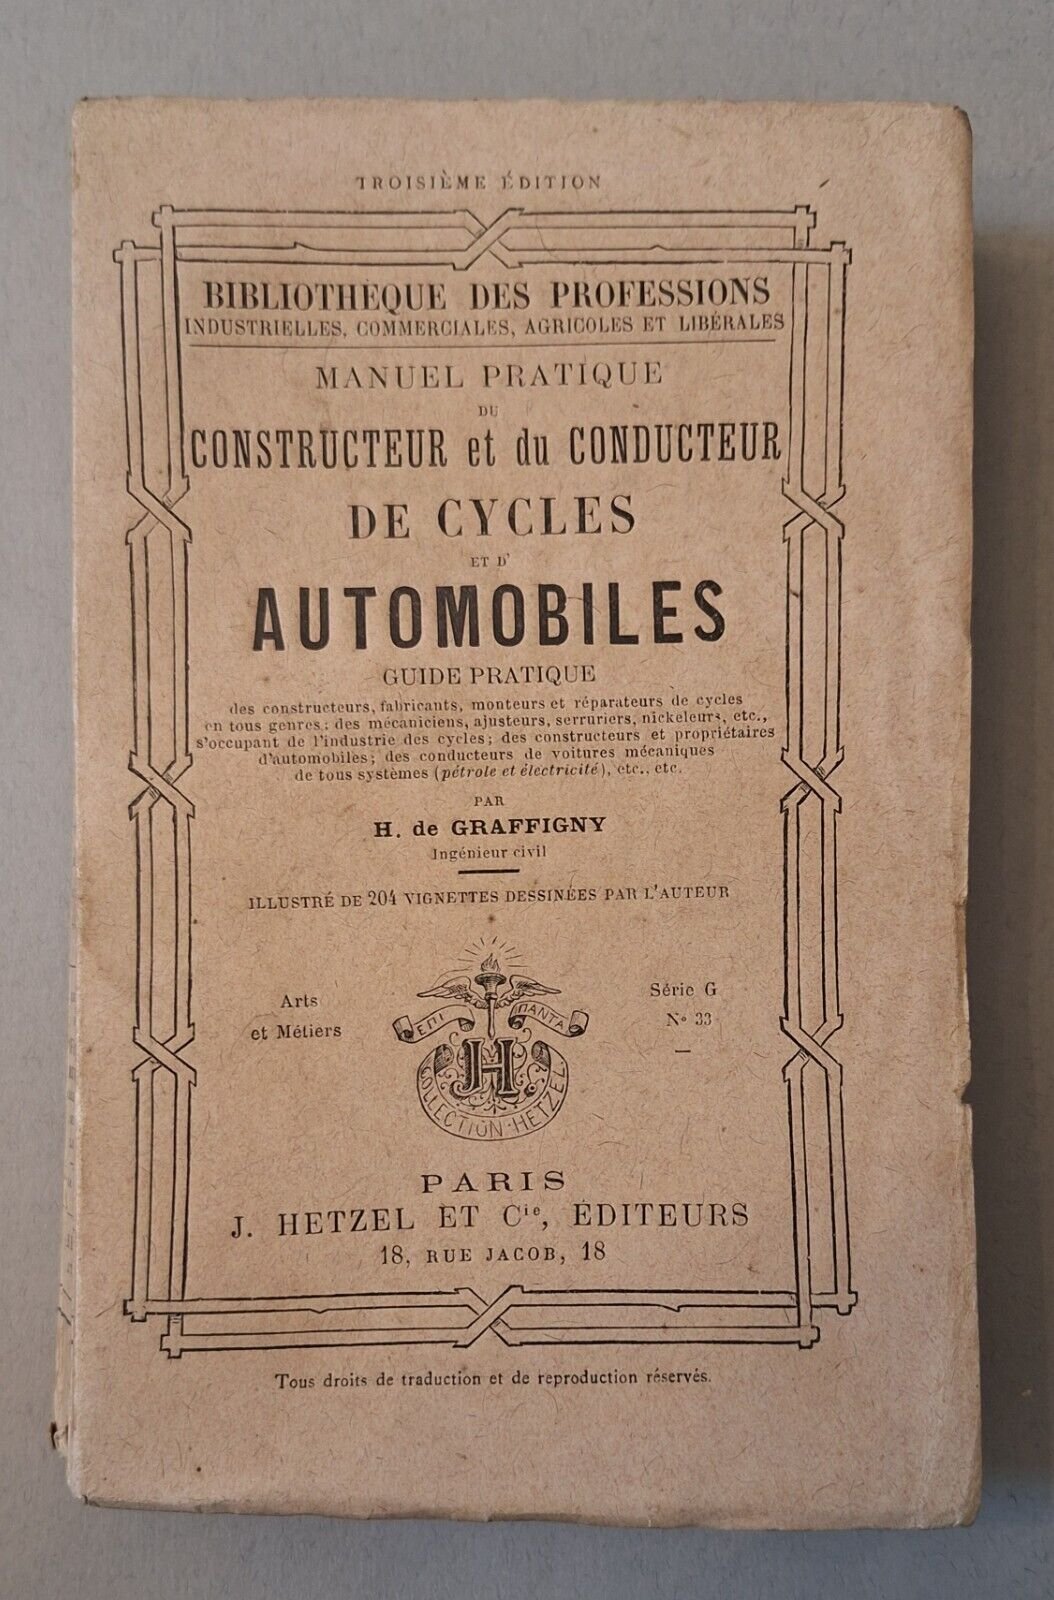 TROISIÈME ÉDITION
BIBLIOTHÈQUE DES PROFESSIONS
INDUSTRIELLES, COMMERCIALES, AGRICOLES ET LIBÉRALES
MANUEL PRATIQUE
DU
CONSTRUCTEUR et du CONDUCTEUR
DE CYCLES
ET D'
AUTOMOBILES
GUIDE PRATIQUE
des constructeurs, fabricants, monteurs et réparateurs de cycles
en tous genres; des mécaniciens, ajusteurs, serruriers, nickeleurs, etc.,
s'occupant de l'industrie des cycles; des constructeurs et propriétaires
d'automobiles; des conducteurs de voitures mécaniques
de tous systèmes (pétrole et électricité), etc., etc.
PAR
H. de GRAFFIGNY
Ingénieur civil
ILLUSTRÉ DE 204 VIGNETTES DESSINÉES PAR L'AUTEUR
Arts
et Métiers
ΕΠΙ ΠΑΝΤΑ
H
COLLECTION·HETZEL·
Série G
N° 33
PARIS
J. HETZEL ET Cie, ÉDITEURS
18, RUE JACOB, 18
Tous droits de traduction et de reproduction réservés.